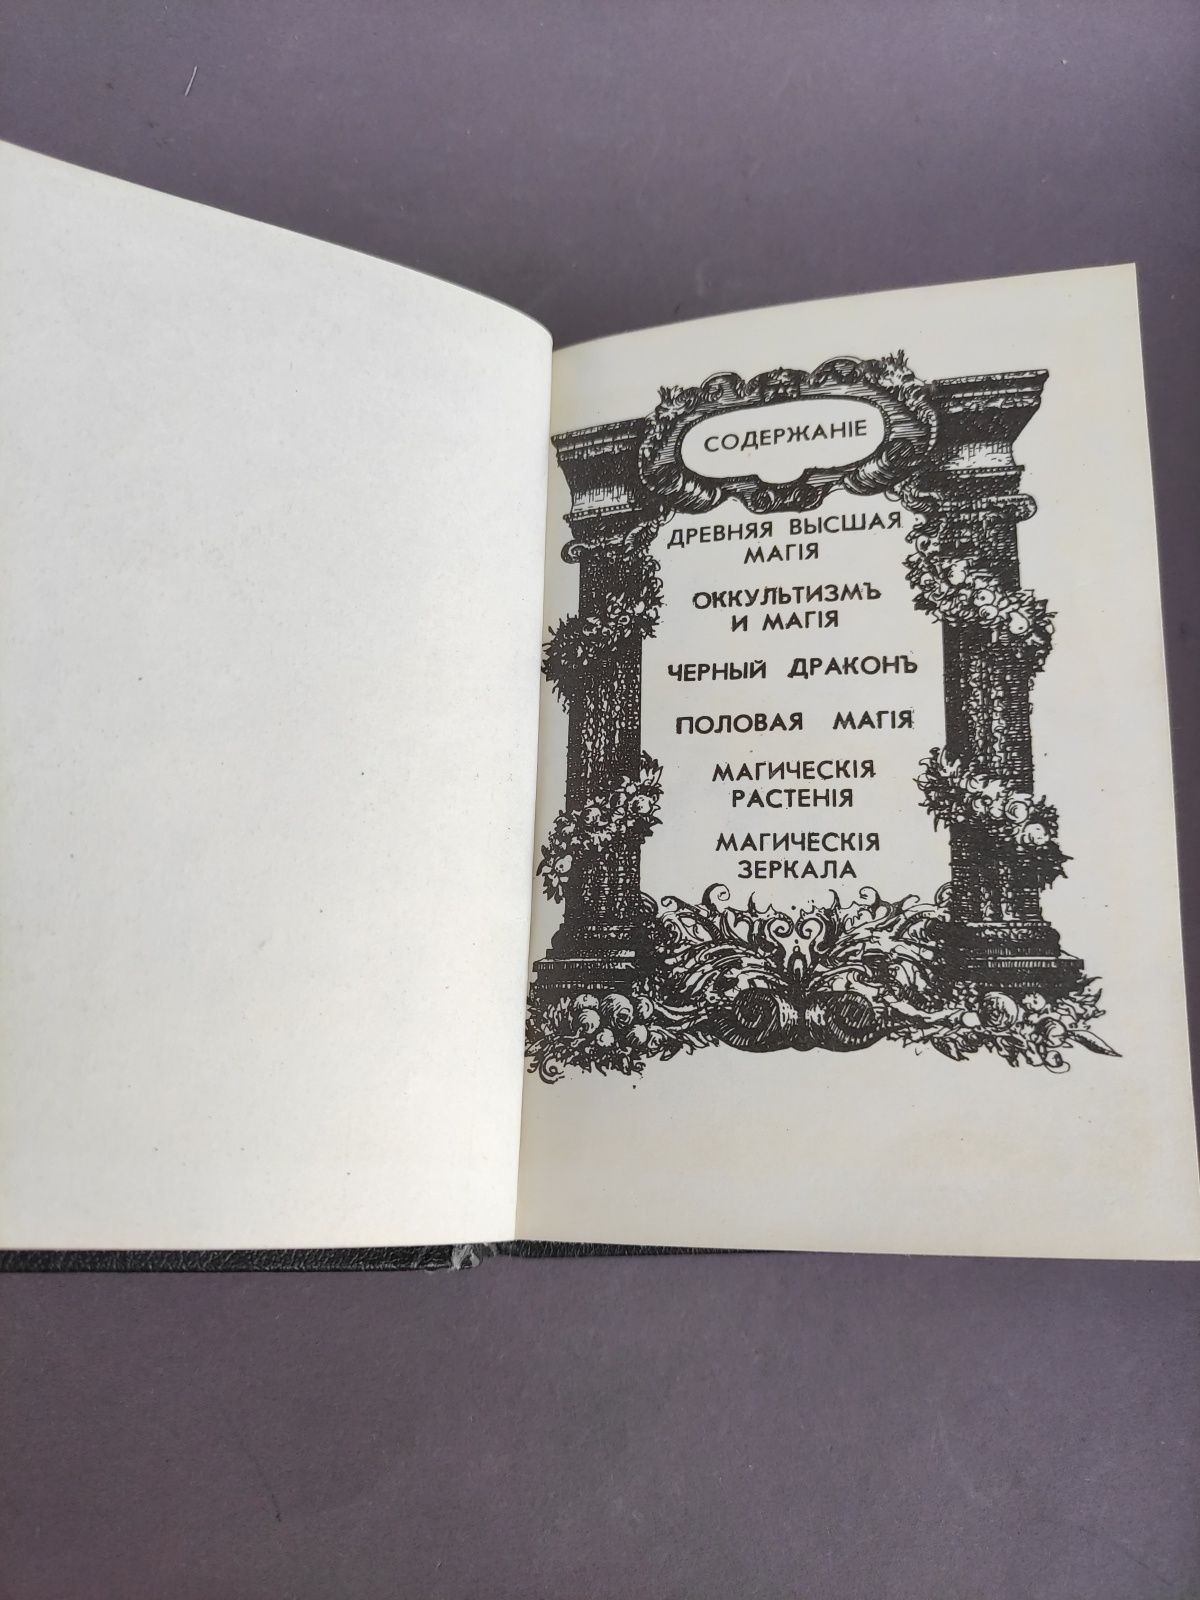 СОДЕРЖАНІЕ
ДРЕВНЯЯ ВЫСШАЯ
МАГІЯ
ОККУЛЬТИЗМЪ
И МАГІЯ
ЧЕРНЫЙ ДРАКОНЪ
ПОЛОВАЯ МАГІЯ
МАГИЧЕСКІЯ
РАСТЕНІЯ
МАГИЧЕСКІЯ
ЗЕРКАЛА